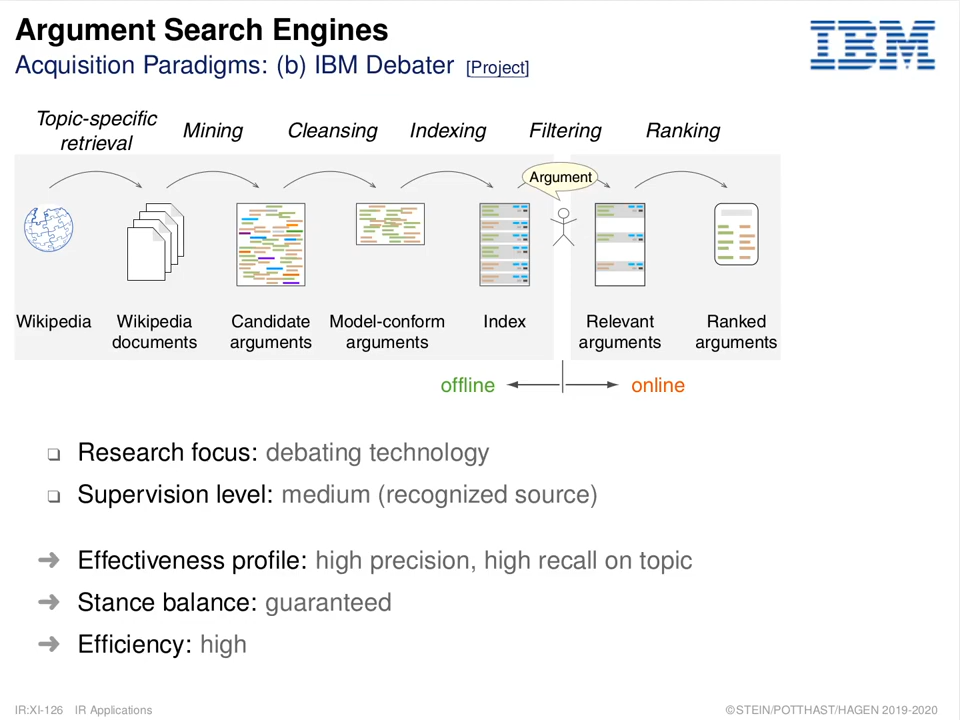 Argument Search Engines
Acquisition Paradigms: (b) IBM Debater [Project]
IBM
Topic-specific
retrieval
Mining
Cleansing
Indexing
Filtering
Ranking
Argument
Wikipedia
Wikipedia
documents
Candidate
arguments
Model-conform
arguments
Index
Relevant
arguments
Ranked
arguments
offline
online
❏ Research focus: debating technology
❏ Supervision level: medium (recognized source)
➜ Effectiveness profile: high precision, high recall on topic
➜ Stance balance: guaranteed
➜ Efficiency: high
IR:XI-126 IR Applications
©STEIN/POTTHAST/HAGEN 2019-2020